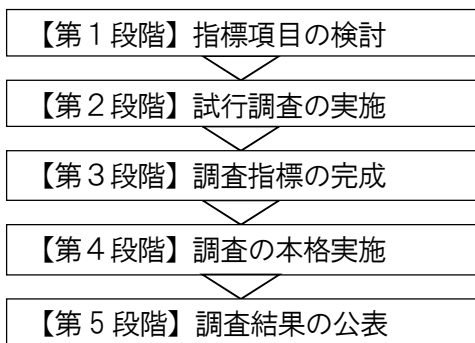 【第１段階】指標項目の検討
【第２段階】試行調査の実施
【第３段階】調査指標の完成
【第４段階】調査の本格実施
【第５段階】調査結果の公表